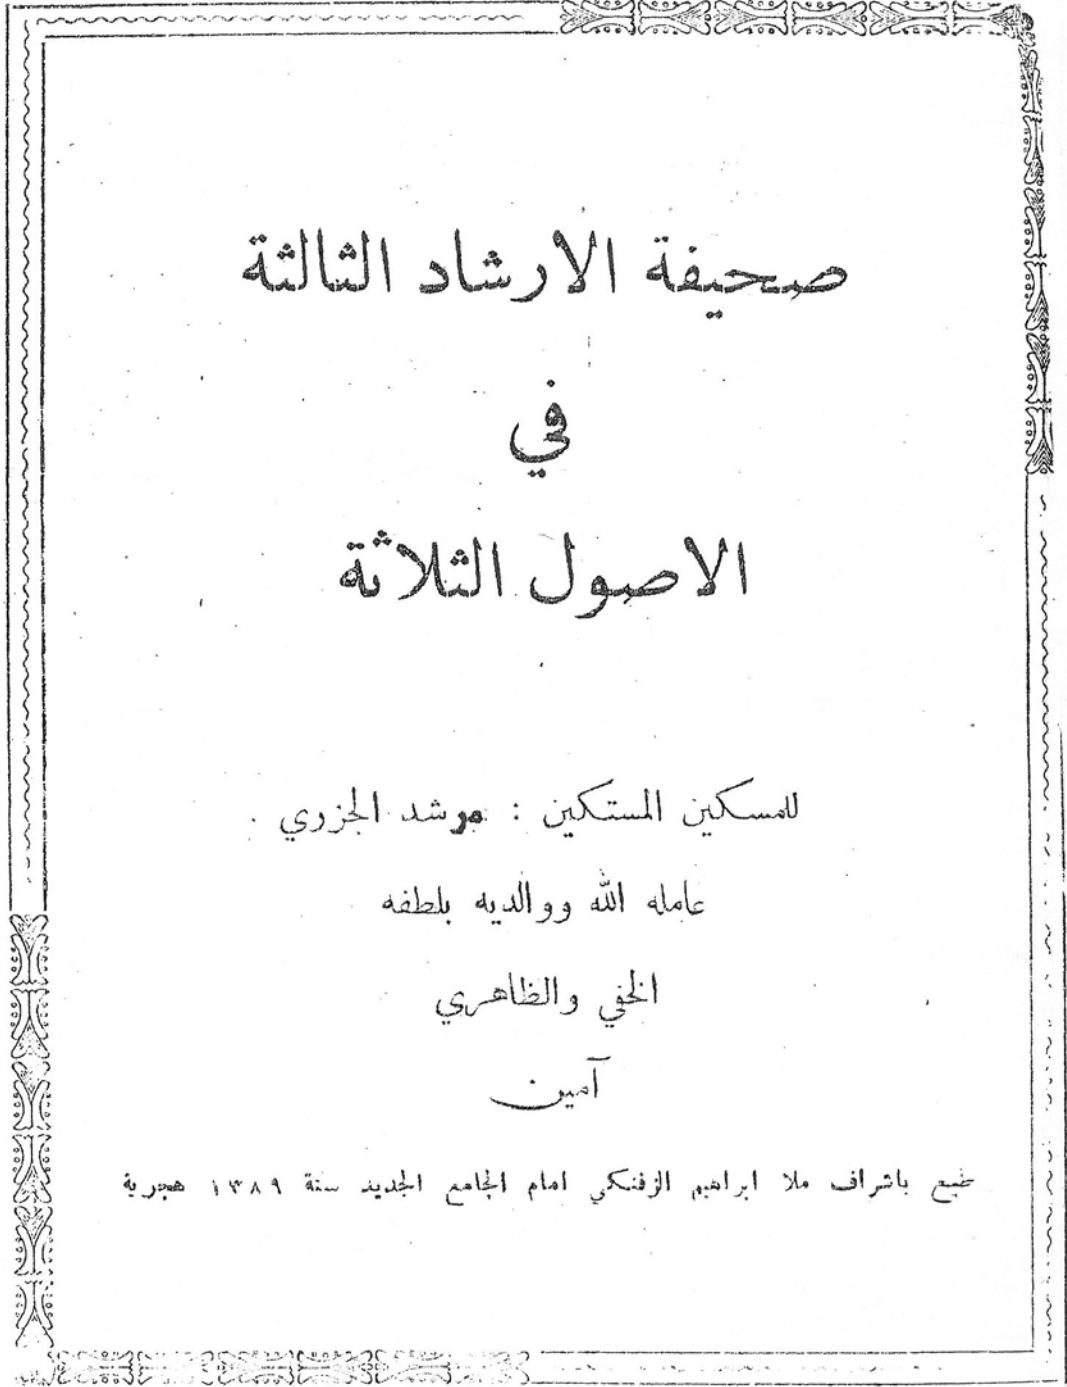 صحيفة الارشاد الثالثة
في
الاصول الثلاثة
للمسكين المستكين : مرشد الجزري .
عامله الله ووالديه بلطفه
الخفي والظاهري
آمين
طبع باشراف ملا ابراهيم الزفنكي امام الجامع الجديد سنة ١٣٨٩ هجرية